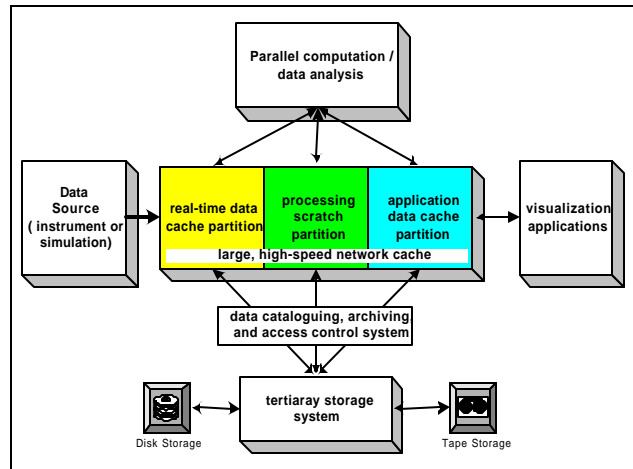 Parallel computation /
data analysis
Data
Source
( instrument or
simulation)
real-time data
cache partition
processing
scratch
partition
application
data cache
partition
large, high-speed network cache
visualization
applications
data cataloguing, archiving,
and access control system
tertiaray storage
system
Disk Storage
Tape Storage